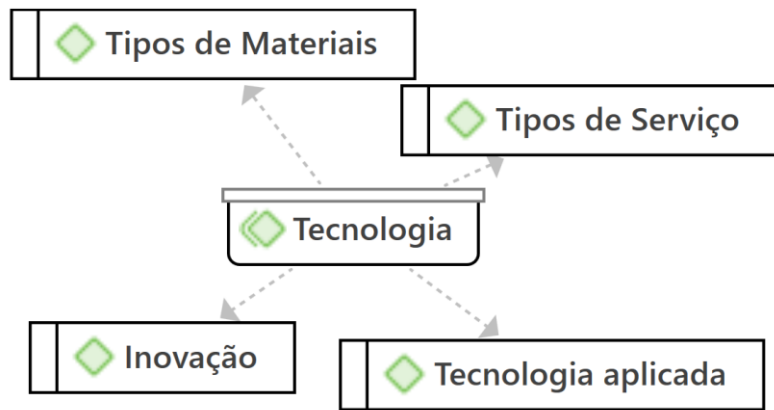 Tipos de Materiais
Tipos de Serviço
Tecnologia
Inovação
Tecnologia aplicada